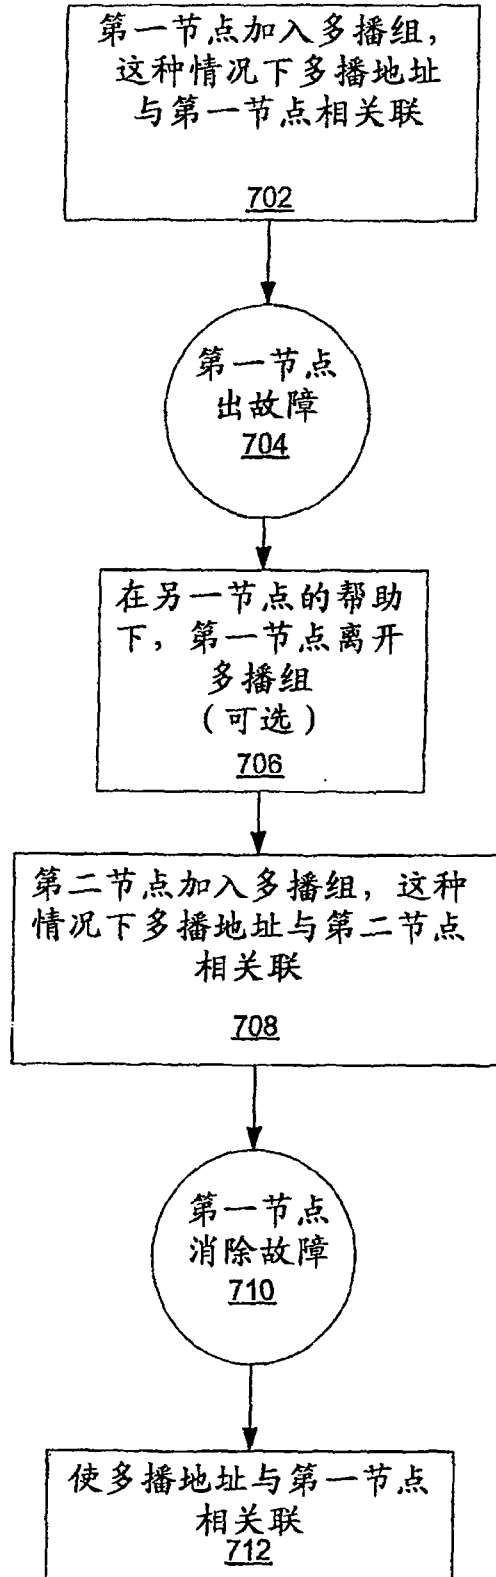 第一节点加入多播组，
这种情况下多播地址
与第一节点相关联
702
第一节点
出故障
704
在另一节点的帮助
下，第一节点离开
多播组
（可选）
706
第二节点加入多播组，这种
情况下多播地址与第二节点
相关联
708
第一节点
消除故障
710
使多播地址与第一节点
相关联
712